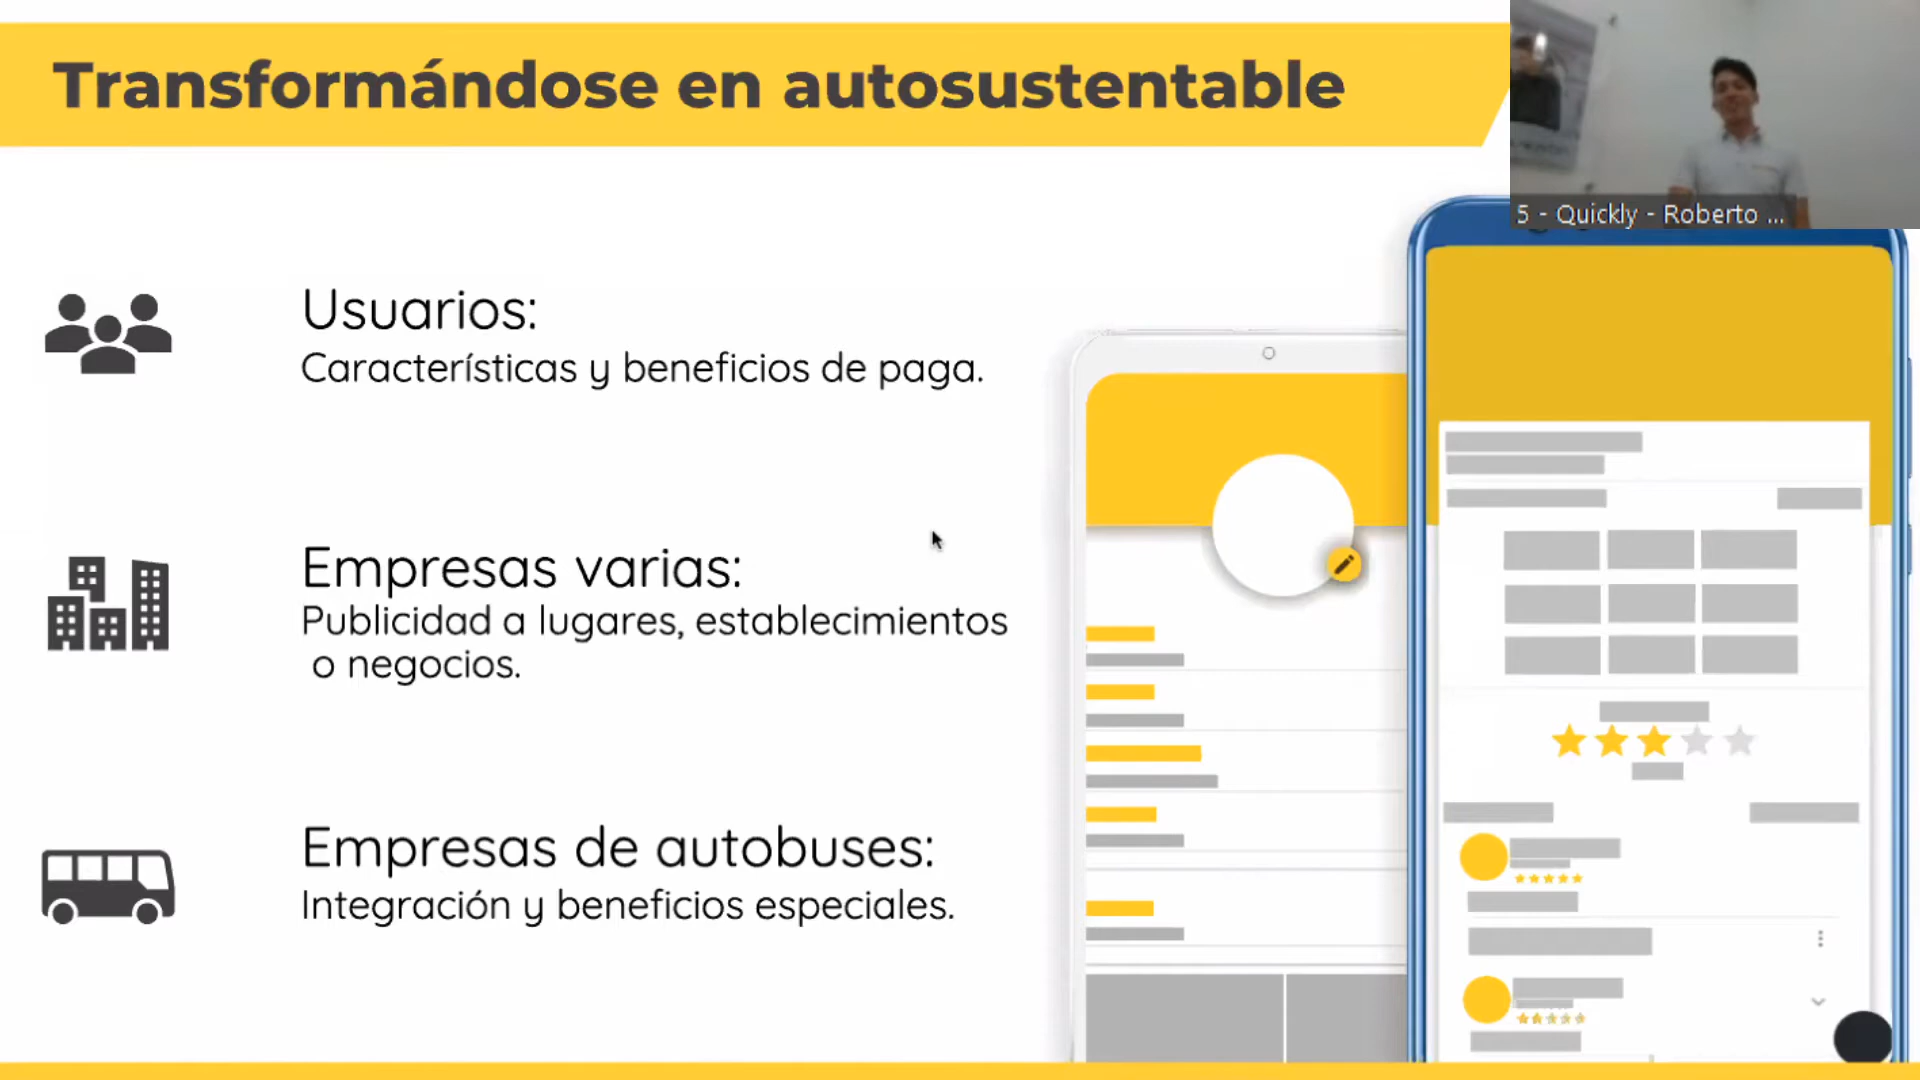 Transformándose en autosustentable
5 - Quickly - Roberto ...
Usuarios:
Características y beneficios de paga.
Empresas varias:
Publicidad a lugares, establecimientos
o negocios.
Empresas de autobuses:
Integración y beneficios especiales.